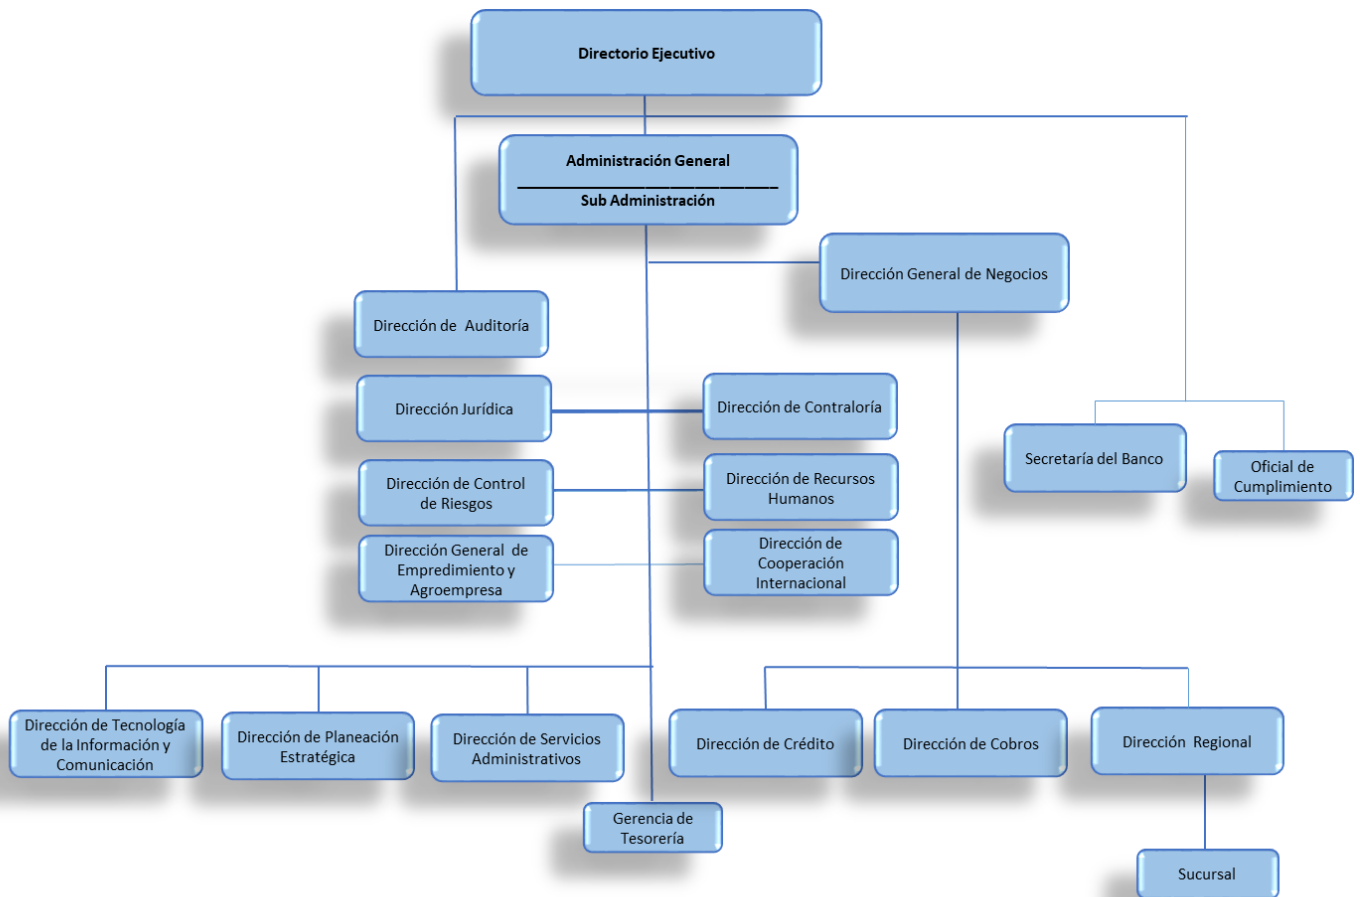 Directorio Ejecutivo
Administración General
Sub Administración
Dirección General de Negocios
Dirección de  Auditoría
Dirección Jurídica
Dirección de Contraloría
Secretaría del Banco
Oficial de
Cumplimiento
Dirección de Control
de Riesgos
Dirección de Recursos
Humanos
Dirección General  de
Empredimiento y
Agroempresa
Dirección de
Cooperación
Internacional
Dirección de Tecnología
de la Información y
Comunicación
Dirección de Planeación
Estratégica
Dirección de Servicios
Administrativos
Dirección de Crédito
Dirección de Cobros
Dirección  Regional
Gerencia de
Tesorería
Sucursal